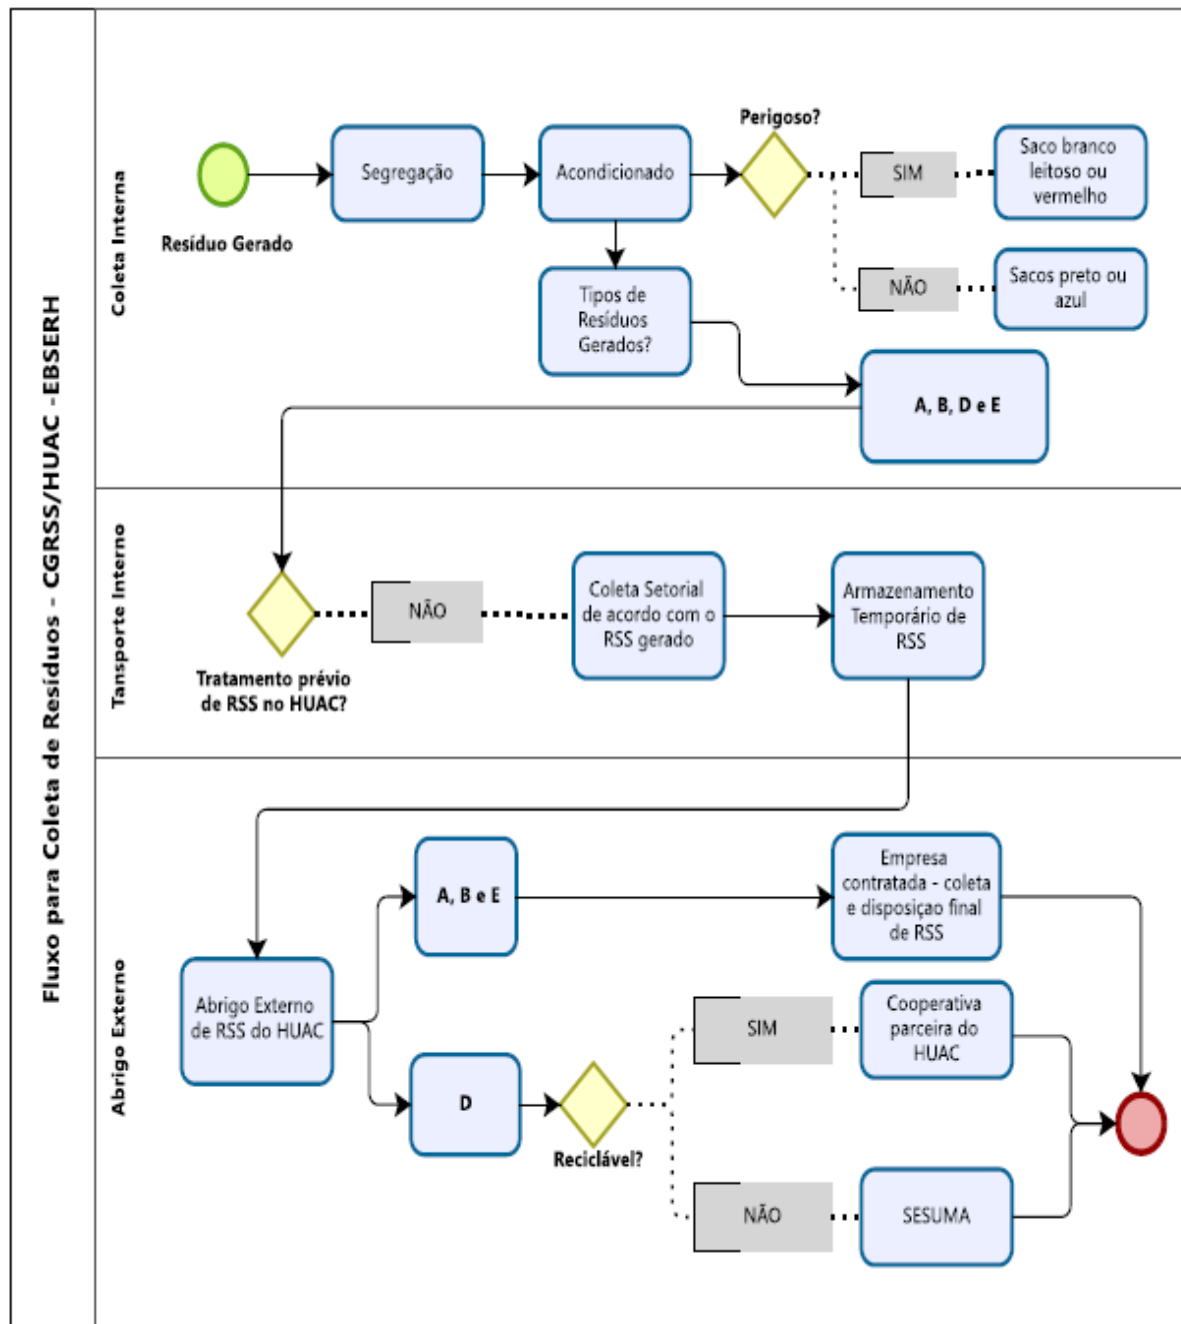 Fluxo para Coleta de Resíduos - CGRSS/HUAC -EBSERH
Coleta Interna
Resíduo Gerado
Segregação
Acondicionado
Perigoso?
SIM
Saco branco
leitoso ou
vermelho
NÃO
Sacos preto ou
azul
Tipos de
Resíduos
Gerados?
A, B, D e E
Tansporte Interno
Tratamento prévio
de RSS no HUAC?
NÃO
Coleta Setorial
de acordo com o
RSS gerado
Armazenamento
Temporário de
RSS
Abrigo Externo
Abrigo Externo
de RSS do HUAC
A, B e E
Empresa
contratada - coleta
e disposiçao final
de RSS
D
Reciclável?
SIM
Cooperativa
parceira do
HUAC
NÃO
SESUMA